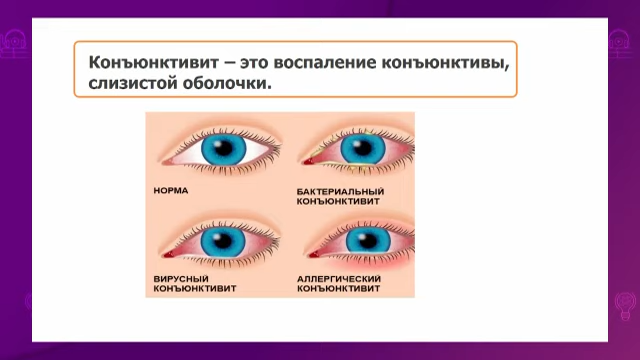 Конъюнктивит – это воспаление конъюнктивы,
слизистой оболочки.
НОРМА
БАКТЕРИАЛЬНЫЙ
КОНЪЮНКТИВИТ
ВИРУСНЫЙ
КОНЪЮНКТИВИТ
АЛЛЕРГИЧЕСКИЙ
КОНЪЮНКТИВИТ